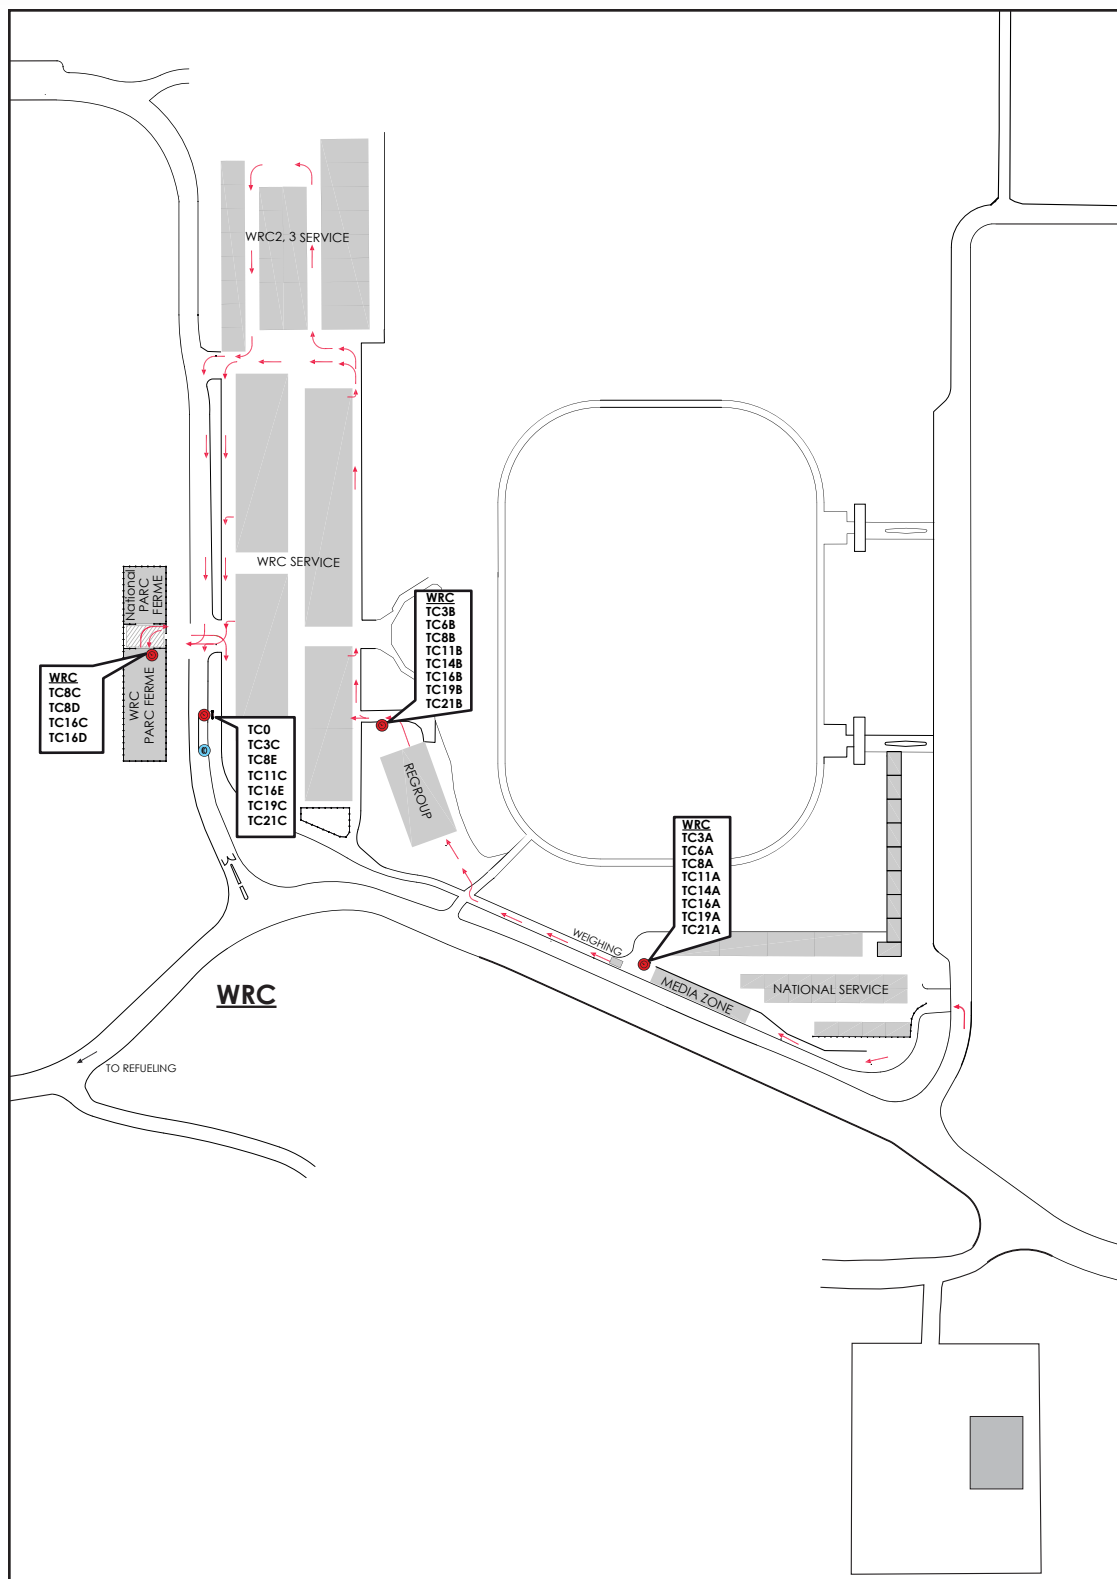 WRC2, 3 SERVICE
WRC SERVICE
National
PARC
FERME
WRC
PARC FERME
WRC
TC8C
TC8D
TC16C
TC16D
TC0
TC3C
TC8E
TC11C
TC16E
TC19C
TC21C
WRC
TC3B
TC6B
TC8B
TC11B
TC14B
TC16B
TC19B
TC21B
REGROUP
WRC
TC3A
TC6A
TC8A
TC11A
TC14A
TC16A
TC19A
TC21A
WEIGHING
MEDIA ZONE
NATIONAL SERVICE
WRC
TO REFUELING